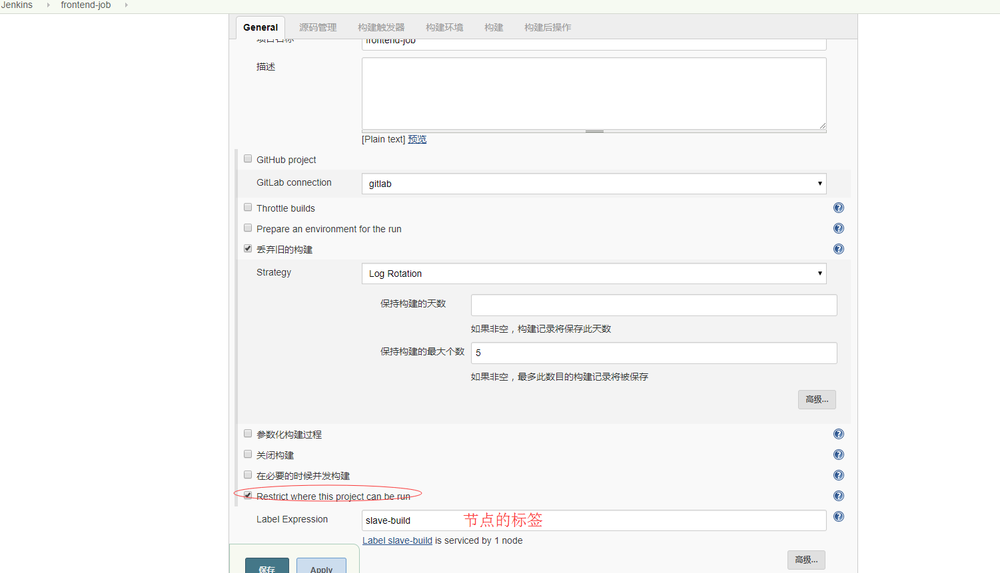 Jenkins frontend-job
General 源码管理 构建触发器 构建环境 构建 构建后操作
项目名称 frontend-job
描述
[Plain text] 预览
GitHub project
GitLab connection gitlab
Throttle builds
Prepare an environment for the run
丢弃旧的构建
Strategy Log Rotation
保持构建的天数
如果非空，构建记录将保存此天数
保持构建的最大个数 5
如果非空，最多此数目的构建记录将被保存
高级...
参数化构建过程
关闭构建
在必要的时候并发构建
Restrict where this project can be run
Label Expression slave-build 节点的标签
Label slave-build is serviced by 1 node
高级...
保存 Apply